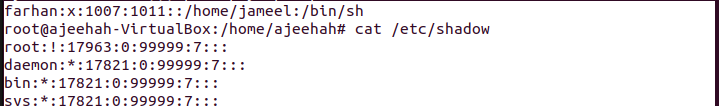 farhan:x:1007:1011::/home/jameel:/bin/sh
root@ajeehah-VirtualBox:/home/ajeehah# cat /etc/shadow
root:!:17963:0:99999:7:::
daemon:*:17821:0:99999:7:::
bin:*:17821:0:99999:7:::
sys:*:17821:0:99999:7:::